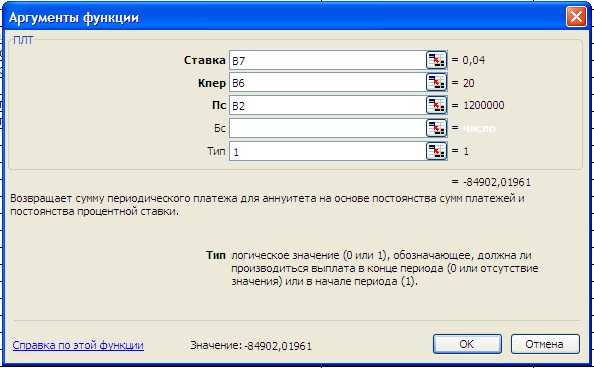 Аргументы функции
ПЛТ
Ставка B7 = 0,04
Кпер B6 = 20
Пс B2 = 1200000
Бс = число
Тип 1 = 1
= -84902,01961
Возвращает сумму периодического платежа для аннуитета на основе постоянства сумм платежей и
постоянства процентной ставки.
Тип логическое значение (0 или 1), обозначающее, должна ли
производиться выплата в конце периода (0 или отсутствие
значения) или в начале периода (1).
Справка по этой функции Значение: -84902,01961 ОК Отмена